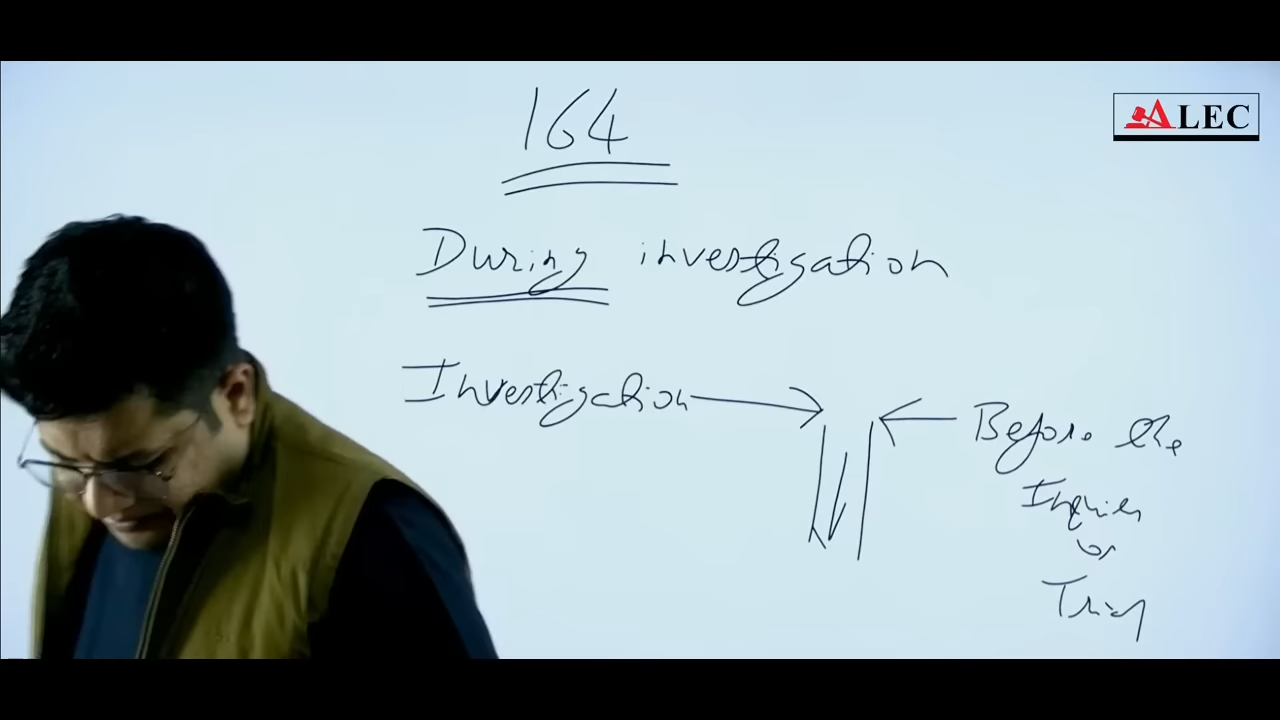 164
ALEC
During investigation
Investigation
Before the
Inquiry
or
Trial